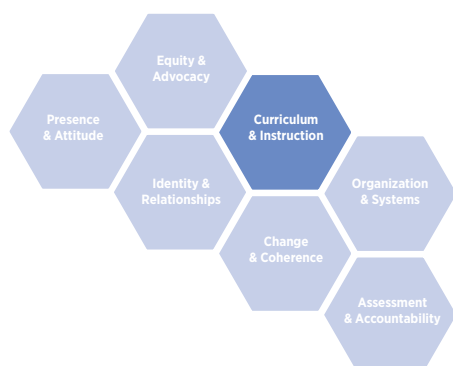 Equity &
Advocacy
Presence
& Attitude
Curriculum
& Instruction
Identity &
Relationships
Organization
& Systems
Change
& Coherence
Assessment
& Accountability